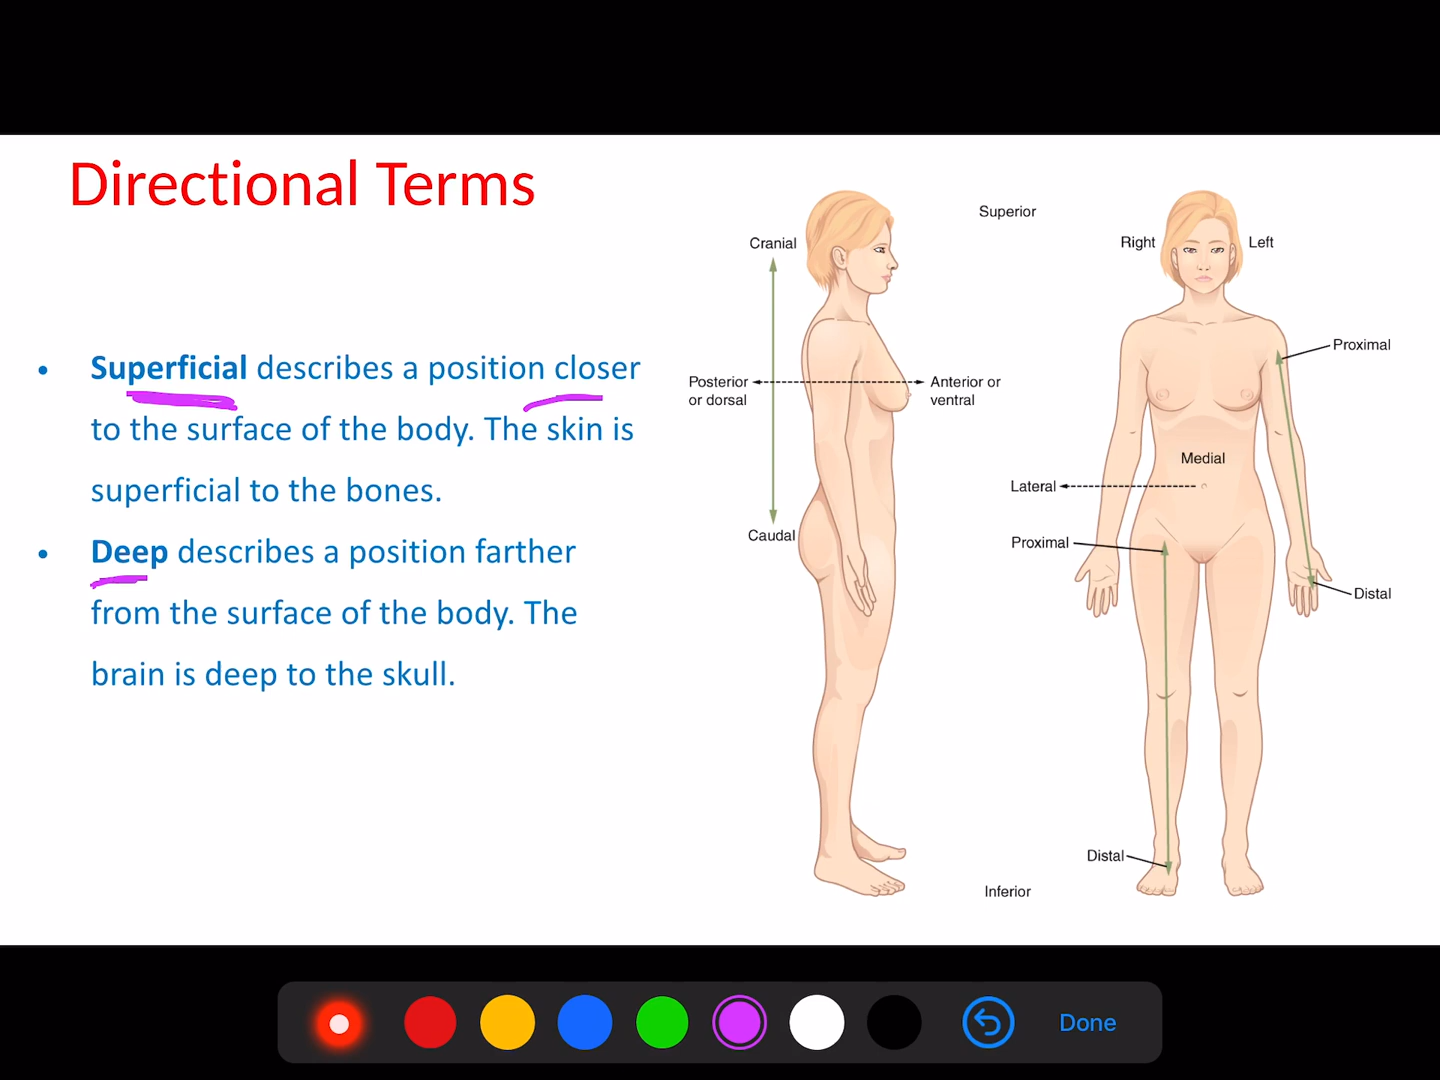 Directional Terms
• Superficial describes a position closer
to the surface of the body. The skin is
superficial to the bones.
• Deep describes a position farther
from the surface of the body. The
brain is deep to the skull.
Superior
Cranial
Right
Left
Proximal
Posterior
or dorsal
Anterior or
ventral
Medial
Lateral
Caudal
Proximal
Distal
Distal
Inferior
Done